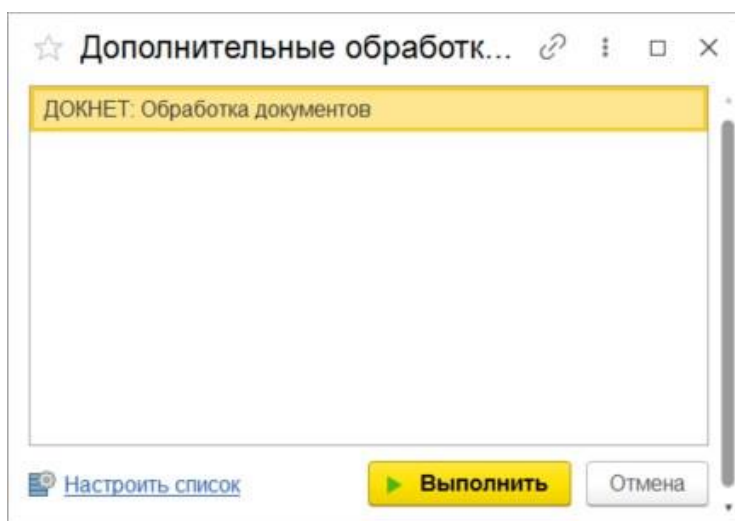 Дополнительные обработк...
ДОКНЕТ: Обработка документов
Настроить список
Выполнить
Отмена